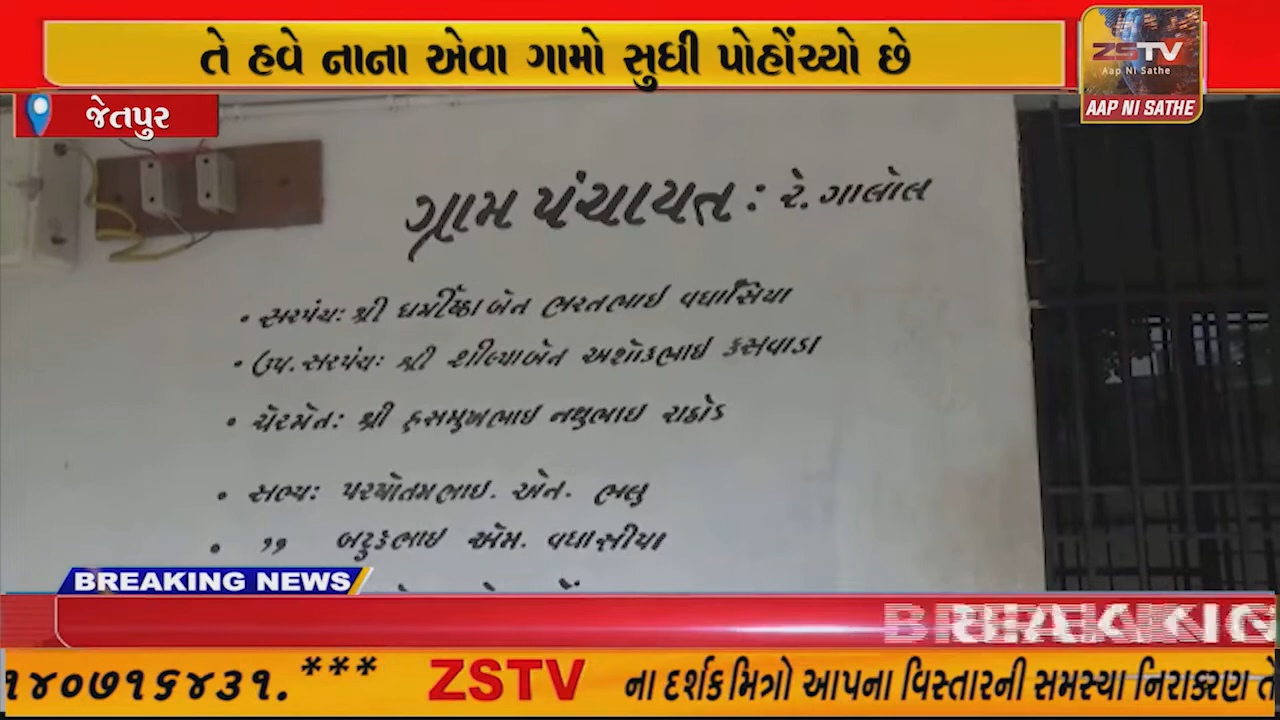 તે હવે નાના એવા ગામો સુધી પોહોંચ્યો છે
ZSTV
Aap Ni Sathe
AAP NI SATHE
જેતપુર
ગ્રામ પંચાયત : રે. ગાલોલ
• સરપંચઃ શ્રી ધર્મીષ્ઠાબેન ભરતભાઇ વઘાસિયા
• ઉપ.સરપંચઃ શ્રી શીલ્પાબેન અશોકભાઇ કસવાડા
• ચેરમેનઃ શ્રી હસમુખભાઇ નથુભાઇ રાઠોડ
• સભ્યઃ પરષોતમભાઇ. એન. ભાલુ
• ,, બટુકભાઇ એમ. વઘાસીયા
BREAKING NEWS
BREAKING
૧૪૦૭૧૬૪૩૧. *** ZSTV ના દર્શક મિત્રો આપના વિસ્તારની સમસ્યા નિરાકરણ તે